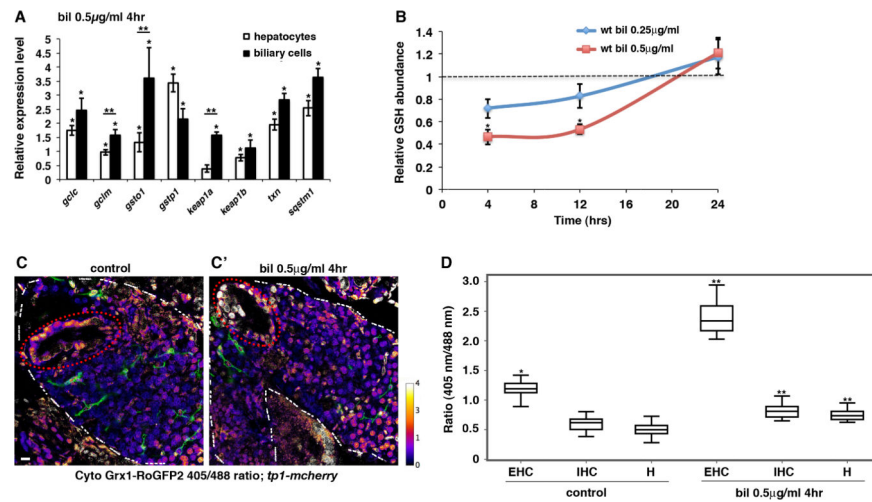 A
bil 0.5µg/ml 4hr
hepatocytes
biliary cells
Relative expression level
5
4.5
4
3.5
3
2.5
2
1.5
1
0.5
0
*
*
*
**
*
*
**
*
*
*
**
*
*
*
*
*
*
*
gclc
gclm
gsto1
gstp1
keap1a
keap1b
txn
sqstm1
B
wt bil 0.25µg/ml
wt bil 0.5µg/ml
Relative GSH abundance
1.4
1.2
1
0.8
0.6
0.4
0.2
0
*
*
0
4
8
12
16
20
24
Time (hrs)
C
control
C'
bil 0.5µg/ml 4hr
4
3
2
1
0
Cyto Grx1-RoGFP2 405/488 ratio; tp1-mcherry
D
Ratio (405 nm/488 nm)
3.0
2.5
2.0
1.5
1.0
0.5
0
*
**
**
**
EHC
IHC
H
EHC
IHC
H
control
bil 0.5µg/ml 4hr